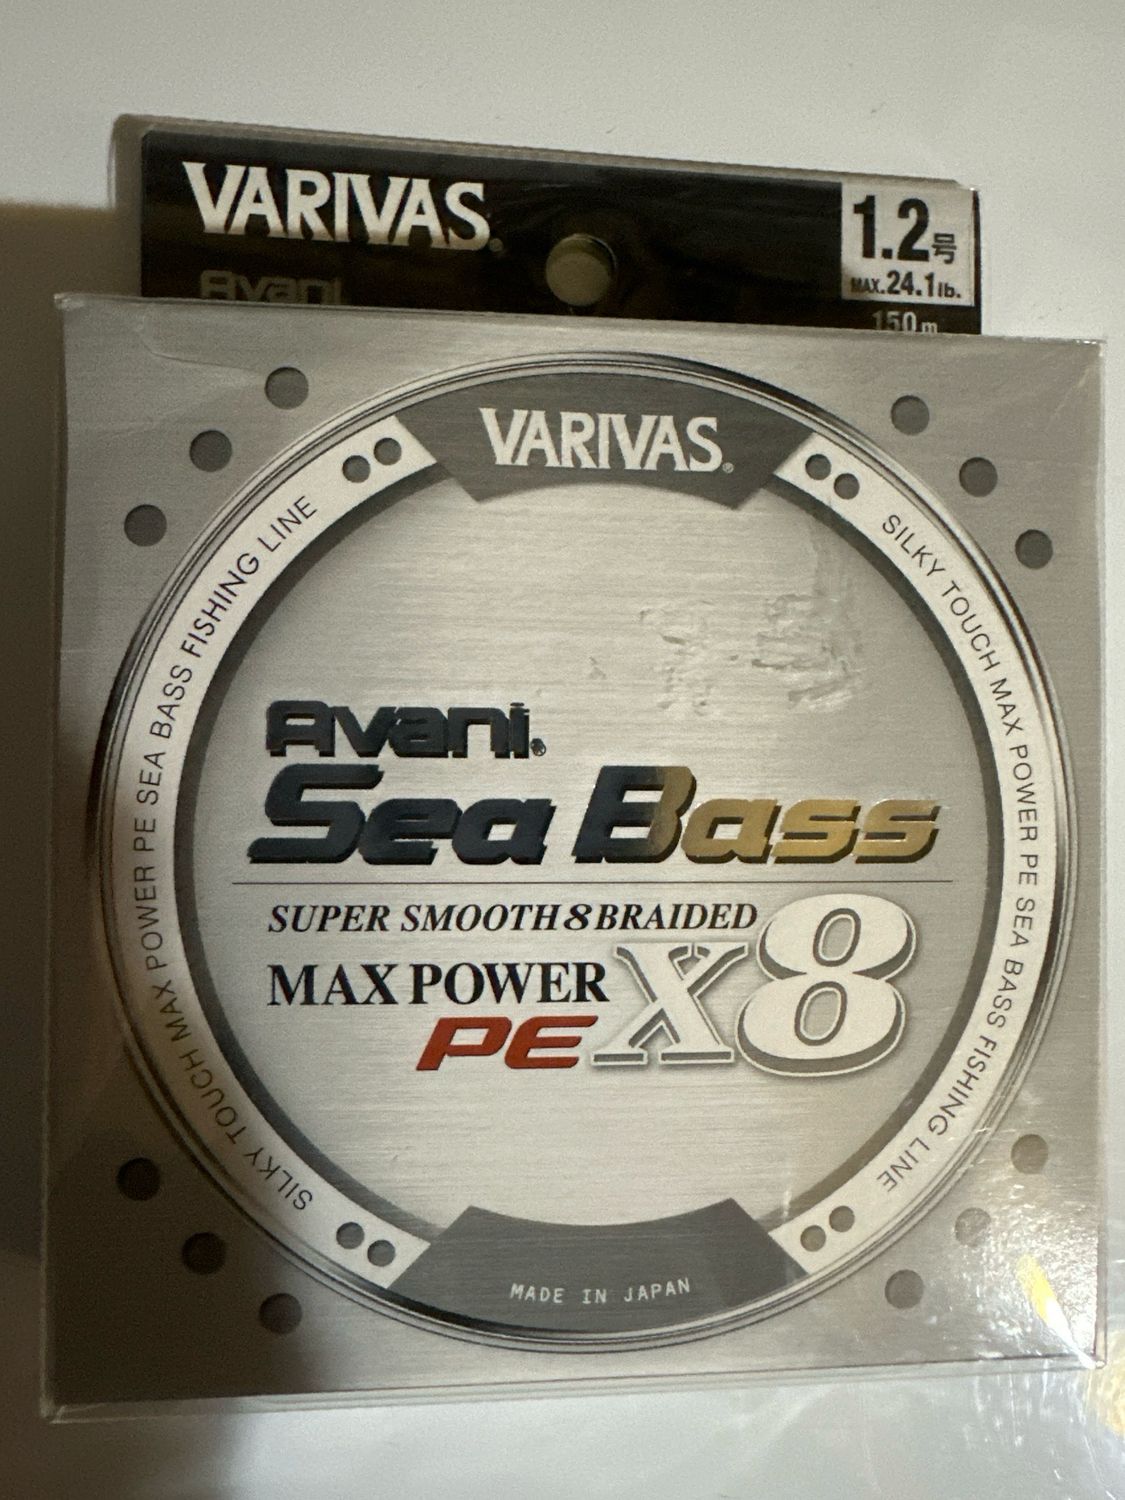 VARIVAS®
Avani
1.2号
MAX.24.1lb.
150m
VARIVAS®
SILKY TOUCH MAX POWER PE SEA BASS FISHING LINE
SILKY TOUCH MAX POWER PE SEA BASS FISHING LINE
Avani®
Sea Bass
SUPER SMOOTH 8 BRAIDED
MAX POWER
PE X8
MADE IN JAPAN